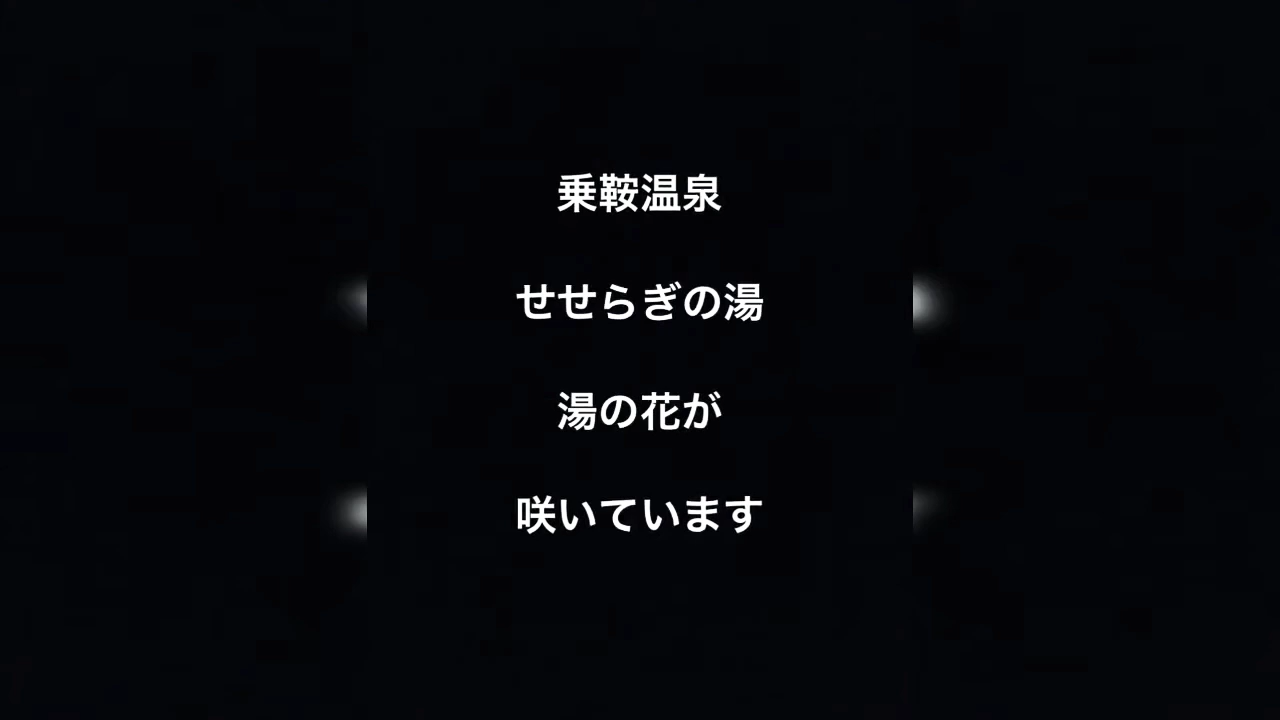 乗鞍温泉
せせらぎの湯
湯の花が
咲いています